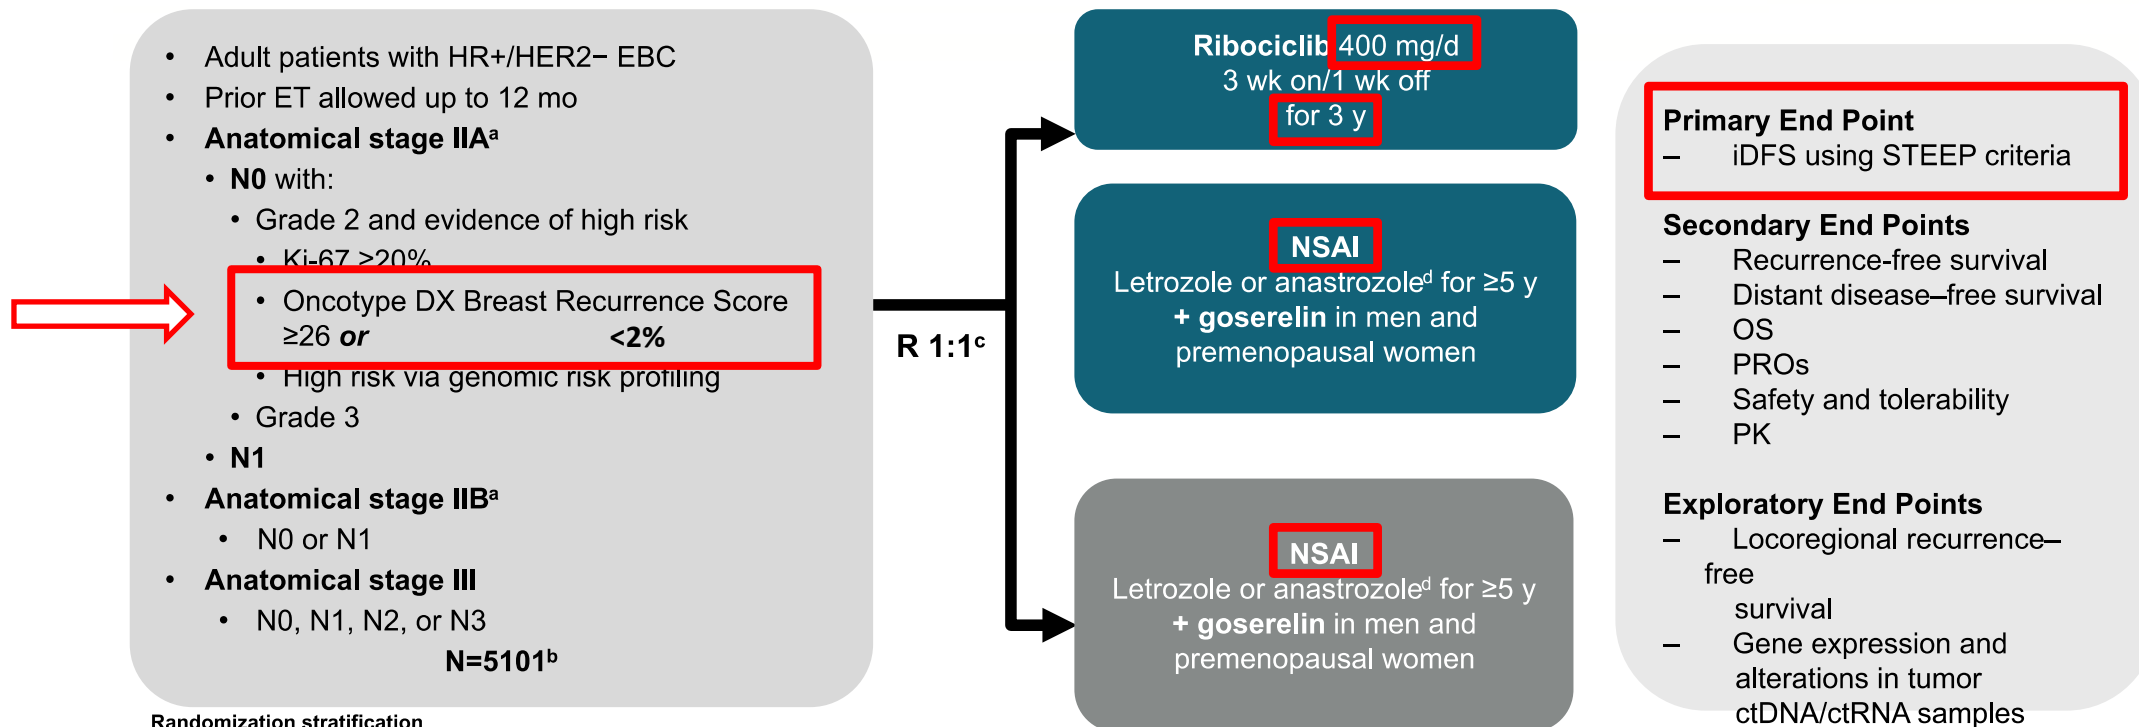 • Adult patients with HR+/HER2− EBC
• Prior ET allowed up to 12 mo
• Anatomical stage IIAᵃ
• N0 with:
• Grade 2 and evidence of high risk
• Ki-67 ≥20%
• Oncotype DX Breast Recurrence Score
≥26 or <2%
• High risk via genomic risk profiling
• Grade 3
• N1
• Anatomical stage IIBᵃ
• N0 or N1
• Anatomical stage III
• N0, N1, N2, or N3
N=5101ᵇ
Randomization stratification
R 1:1ᶜ
Ribociclib 400 mg/d
3 wk on/1 wk off
for 3 y
NSAI
Letrozole or anastrozoleᵈ for ≥5 y
+ goserelin in men and
premenopausal women
NSAI
Letrozole or anastrozoleᵈ for ≥5 y
+ goserelin in men and
premenopausal women
Primary End Point
– iDFS using STEEP criteria
Secondary End Points
– Recurrence-free survival
– Distant disease–free survival
– OS
– PROs
– Safety and tolerability
– PK
Exploratory End Points
– Locoregional recurrence–
free
survival
– Gene expression and
alterations in tumor
ctDNA/ctRNA samples